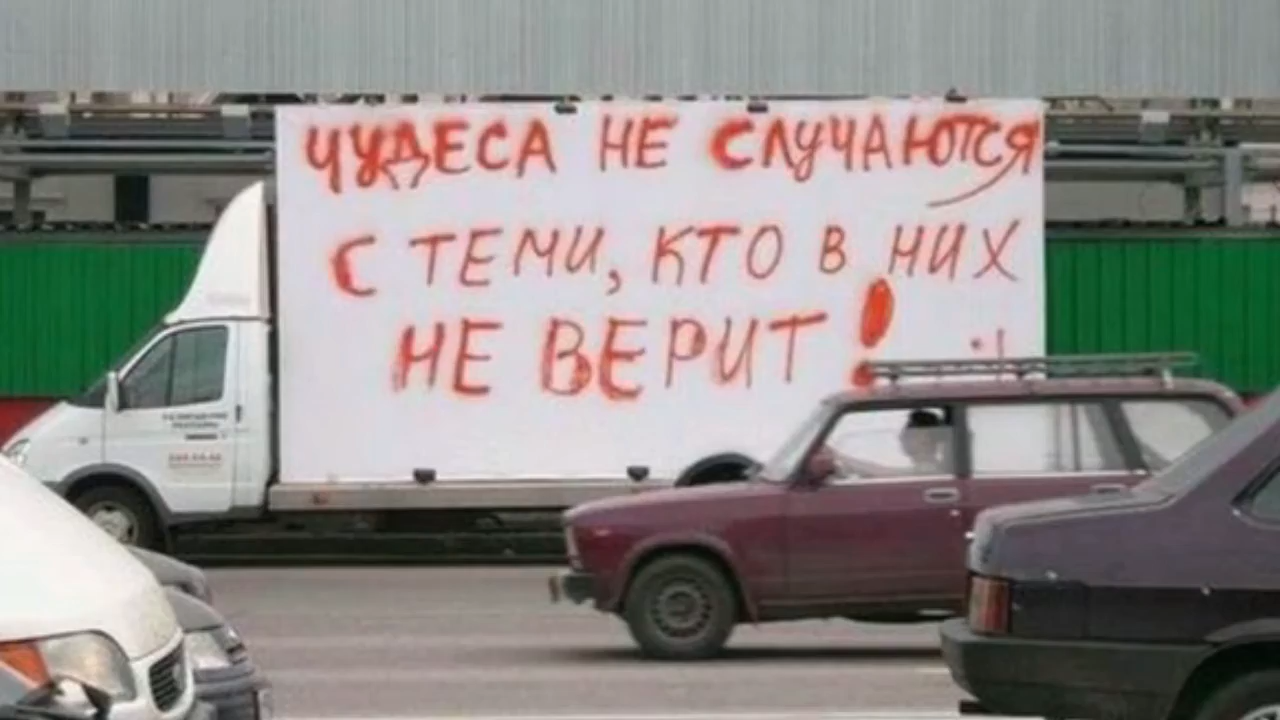 ЧУДЕСА НЕ СЛУЧАЮТСЯ
С ТЕМИ, КТО В НИХ
НЕ ВЕРИТ!